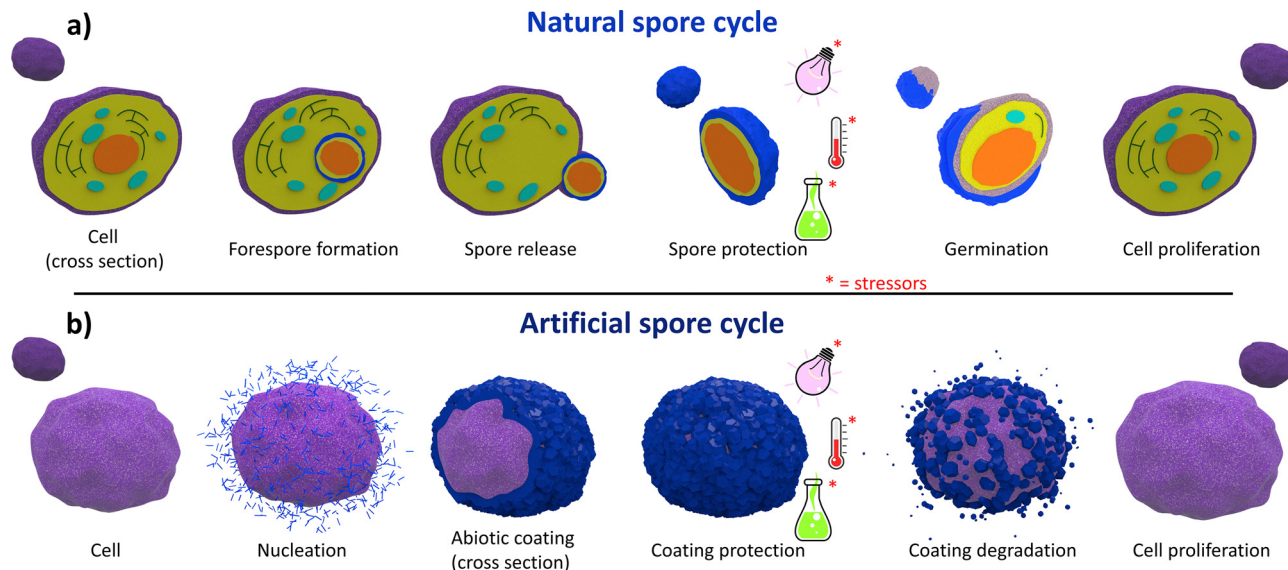 a)
Natural spore cycle
*
*
*
Cell
(cross section)
Forespore formation
Spore release
Spore protection
Germination
Cell proliferation
* = stressors
b)
Artificial spore cycle
*
*
*
Cell
Nucleation
Abiotic coating
(cross section)
Coating protection
Coating degradation
Cell proliferation